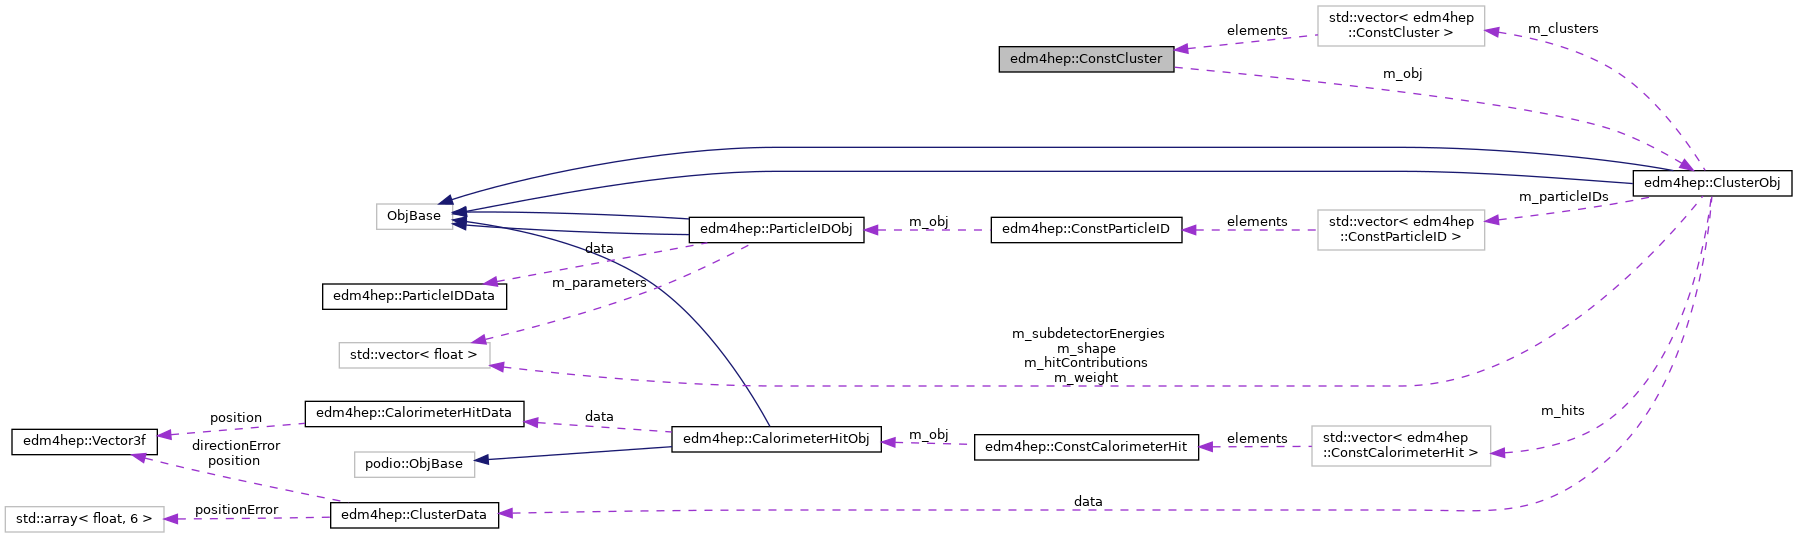 std::vector< edm4hep
::ConstCluster >
elements
m_clusters
edm4hep::ConstCluster
m_obj
edm4hep::ClusterObj
m_particleIDs
ObjBase
std::vector< edm4hep
::ConstParticleID >
elements
m_obj
edm4hep::ConstParticleID
edm4hep::ParticleIDObj
data
m_parameters
edm4hep::ParticleIDData
m_subdetectorEnergies
m_shape
m_hitContributions
m_weight
std::vector< float >
m_hits
edm4hep::CalorimeterHitData
data
position
edm4hep::Vector3f
edm4hep::CalorimeterHitObj
m_obj
edm4hep::ConstCalorimeterHit
elements
std::vector< edm4hep
::ConstCalorimeterHit >
directionError
position
podio::ObjBase
data
positionError
std::array< float, 6 >
edm4hep::ClusterData